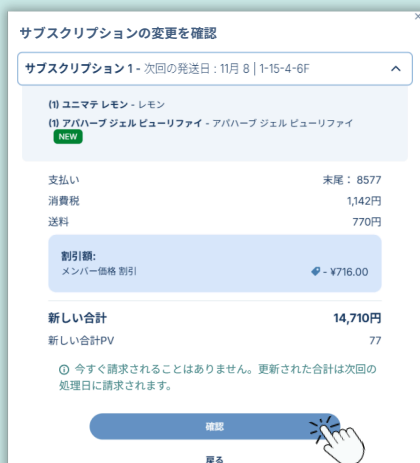 サブスクリプションの変更を確認
サブスクリプション 1 - 次回の発送日 : 11月 8 | 1-15-4-6F
(1) ユニマテ レモン - レモン
(1) アバハーブ ジェル ピューリファイ - アバハーブ ジェル ピューリファイ
NEW
支払い 末尾： 8577
消費税 1,142円
送料 770円
割引額:
メンバー価格 割引 - ¥716.00
新しい合計 14,710円
新しい合計PV 77
今すぐ請求されることはありません。更新された合計は次回の
処理日に請求されます。
確認
戻る